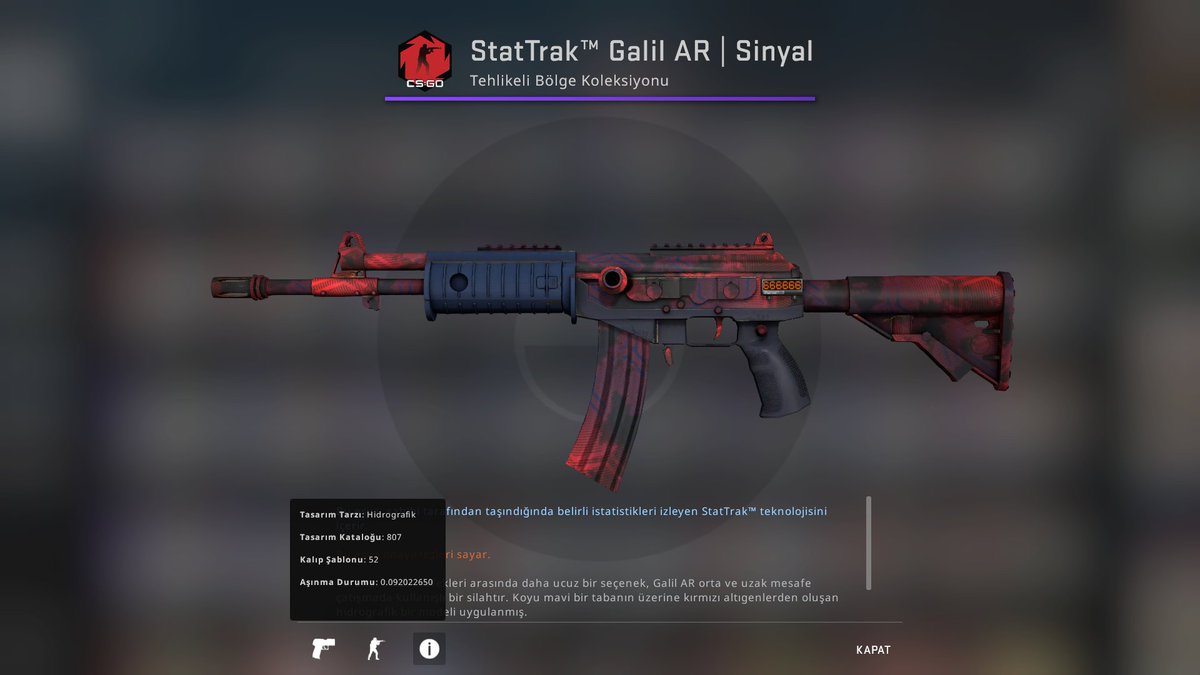 CS:GO
StatTrak™ Galil AR | Sinyal
Tehlikeli Bölge Koleksiyonu
666666
Tasarım Tarzı: Hidrografik
Tasarım Kataloğu: 807
Kalıp Şablonu: 52
Aşınma Durumu: 0.092022650
tarafından taşındığında belirli istatistikleri izleyen StatTrak™ teknolojisini
içerir.
sayar.
arasında daha ucuz bir seçenek, Galil AR orta ve uzak mesafe
çatışmada kullanışlı bir silahtır. Koyu mavi bir tabanın üzerine kırmızı altıgenlerden oluşan
hidrografik bir modeli uygulanmış.
KAPAT